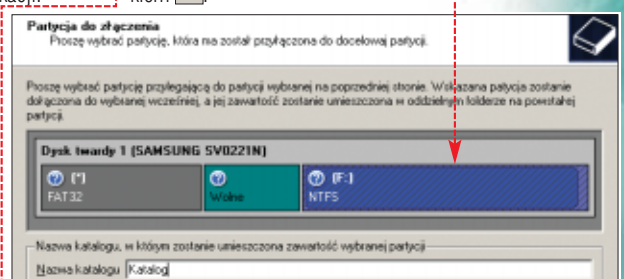 Partycja do złączenia
Proszę wybrać partycję, która ma zostać przyłączona do docelowej partycji.
Proszę wybrać partycję przylegającą do partycji wybranej na poprzedniej stronie. Wskazana patycja zostanie
dołączona do wybranej wcześniej, a jej zawartość zostanie umieszczona w oddzielnym folderze na powstałej
partycji.
Dysk twardy 1 (SAMSUNG SV0221N)
(*)
FAT32
Wolne
(F:)
NTFS
Nazwa katalogu, w którym zostanie umieszczona zawartość wybranej partycji
Nazwa katalogu Katalog